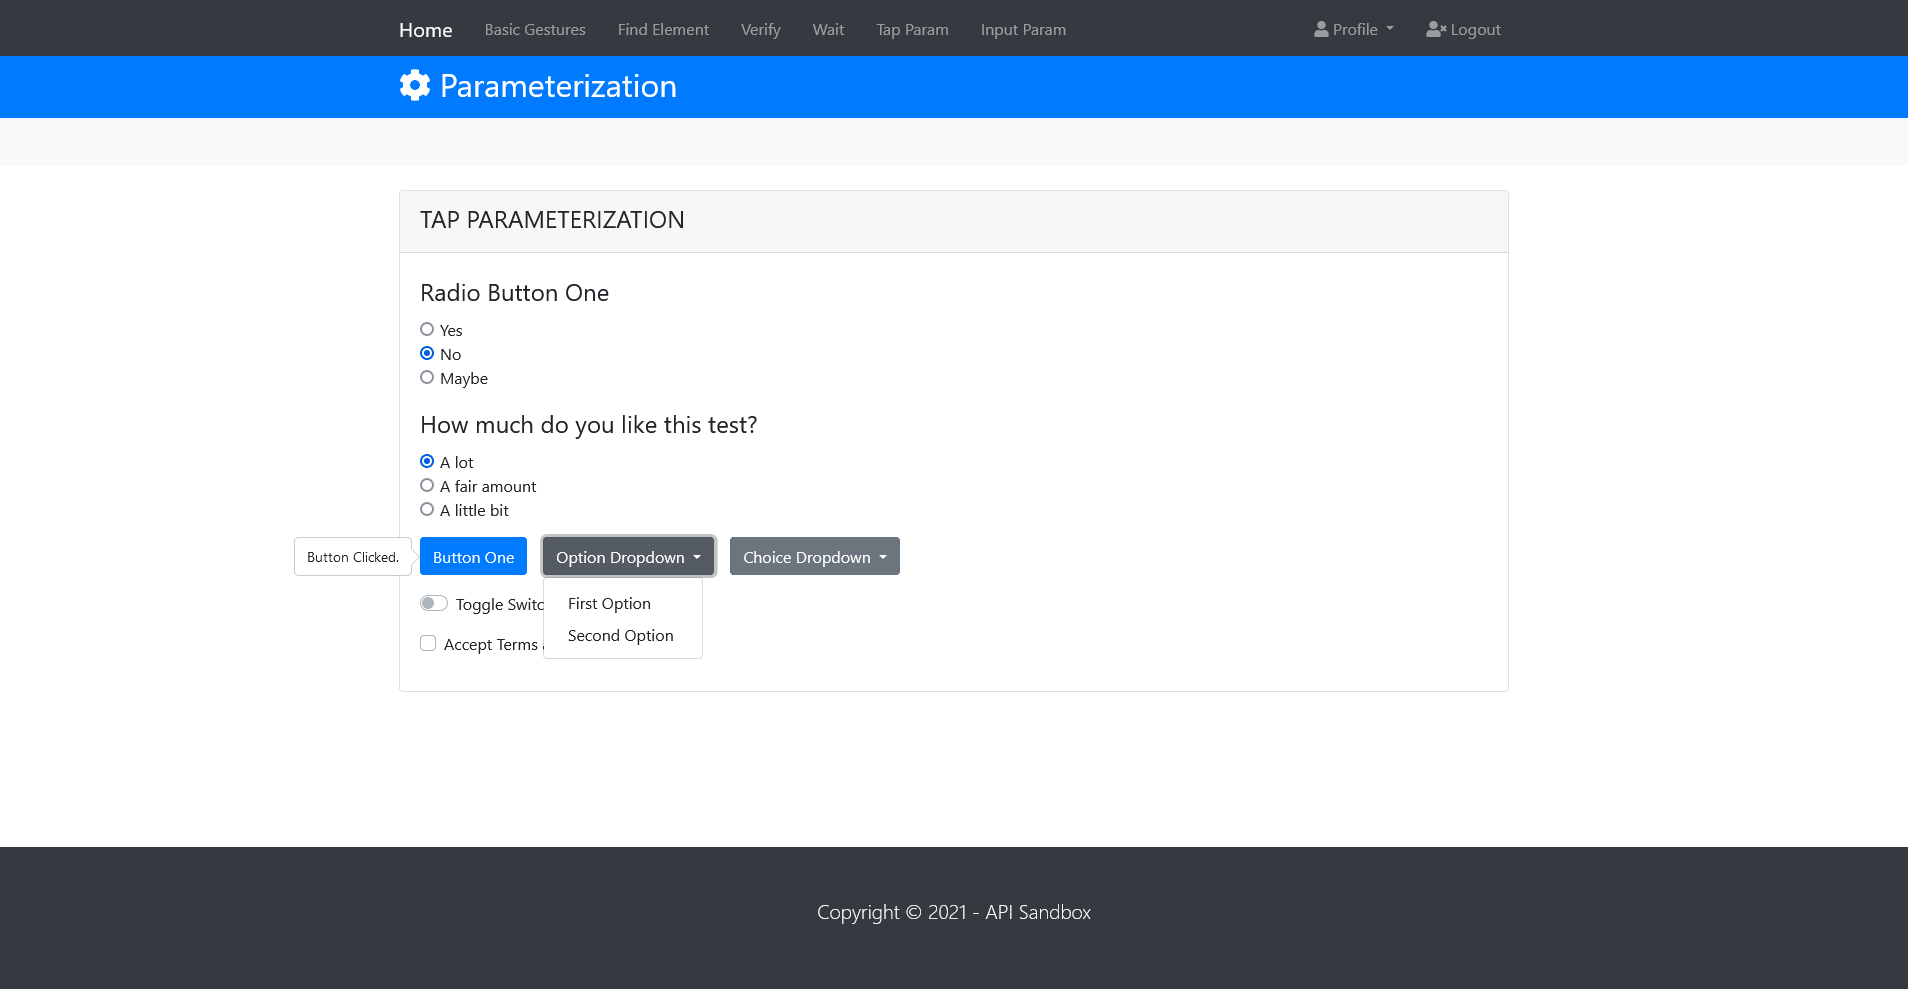 Home Basic Gestures Find Element Verify Wait Tap Param Input Param Profile Logout
Parameterization
TAP PARAMETERIZATION
Radio Button One
Yes
No
Maybe
How much do you like this test?
A lot
A fair amount
A little bit
Button Clicked. Button One Option Dropdown Choice Dropdown
Toggle Switc
First Option
Second Option
Accept Terms
Copyright © 2021 - API Sandbox